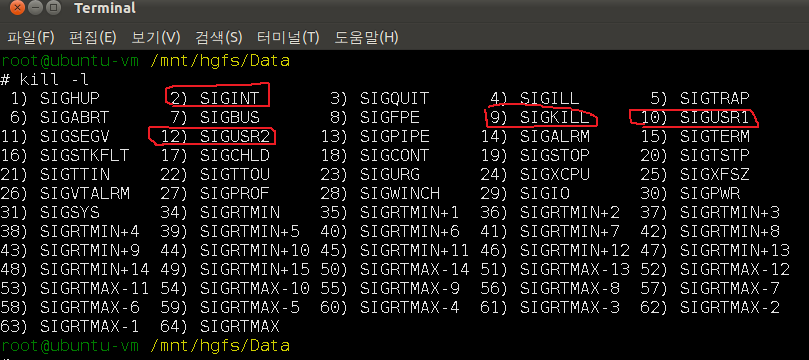 Terminal
파일(F) 편집(E) 보기(V) 검색(S) 터미널(T) 도움말(H)
root@ubuntu-vm /mnt/hgfs/Data
# kill -l
1) SIGHUP 2) SIGINT 3) SIGQUIT 4) SIGILL 5) SIGTRAP
6) SIGABRT 7) SIGBUS 8) SIGFPE 9) SIGKILL 10) SIGUSR1
11) SIGSEGV 12) SIGUSR2 13) SIGPIPE 14) SIGALRM 15) SIGTERM
16) SIGSTKFLT 17) SIGCHLD 18) SIGCONT 19) SIGSTOP 20) SIGTSTP
21) SIGTTIN 22) SIGTTOU 23) SIGURG 24) SIGXCPU 25) SIGXFSZ
26) SIGVTALRM 27) SIGPROF 28) SIGWINCH 29) SIGIO 30) SIGPWR
31) SIGSYS 34) SIGRTMIN 35) SIGRTMIN+1 36) SIGRTMIN+2 37) SIGRTMIN+3
38) SIGRTMIN+4 39) SIGRTMIN+5 40) SIGRTMIN+6 41) SIGRTMIN+7 42) SIGRTMIN+8
43) SIGRTMIN+9 44) SIGRTMIN+10 45) SIGRTMIN+11 46) SIGRTMIN+12 47) SIGRTMIN+13
48) SIGRTMIN+14 49) SIGRTMIN+15 50) SIGRTMAX-14 51) SIGRTMAX-13 52) SIGRTMAX-12
53) SIGRTMAX-11 54) SIGRTMAX-10 55) SIGRTMAX-9 56) SIGRTMAX-8 57) SIGRTMAX-7
58) SIGRTMAX-6 59) SIGRTMAX-5 60) SIGRTMAX-4 61) SIGRTMAX-3 62) SIGRTMAX-2
63) SIGRTMAX-1 64) SIGRTMAX
root@ubuntu-vm /mnt/hgfs/Data
#